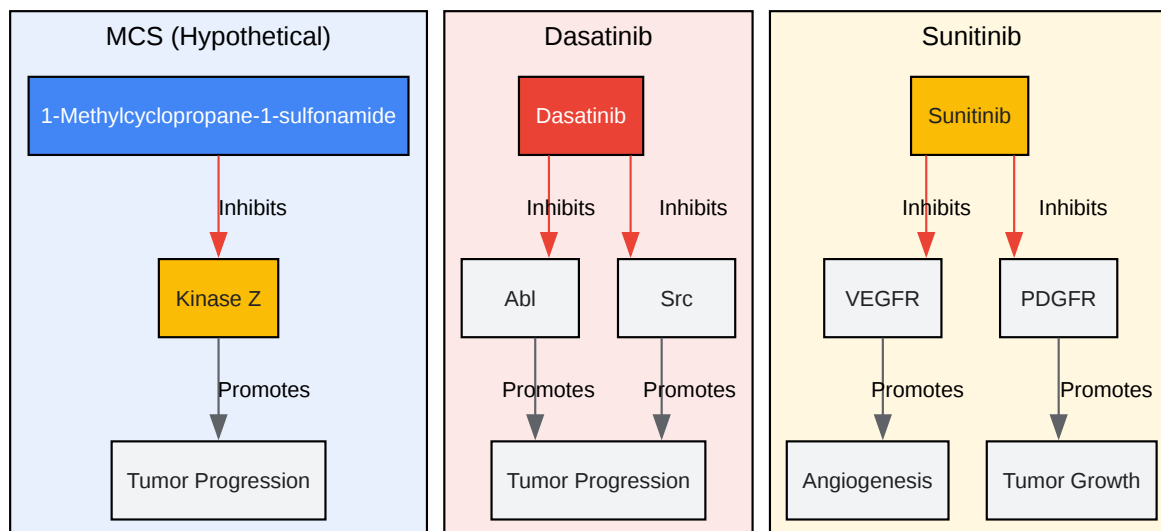 MCS (Hypothetical)
1-Methylcyclopropane-1-sulfonamide
Inhibits
Kinase Z
Promotes
Tumor Progression
Dasatinib
Dasatinib
Inhibits
Inhibits
Abl
Src
Promotes
Promotes
Tumor Progression
Sunitinib
Sunitinib
Inhibits
Inhibits
VEGFR
PDGFR
Promotes
Promotes
Angiogenesis
Tumor Growth